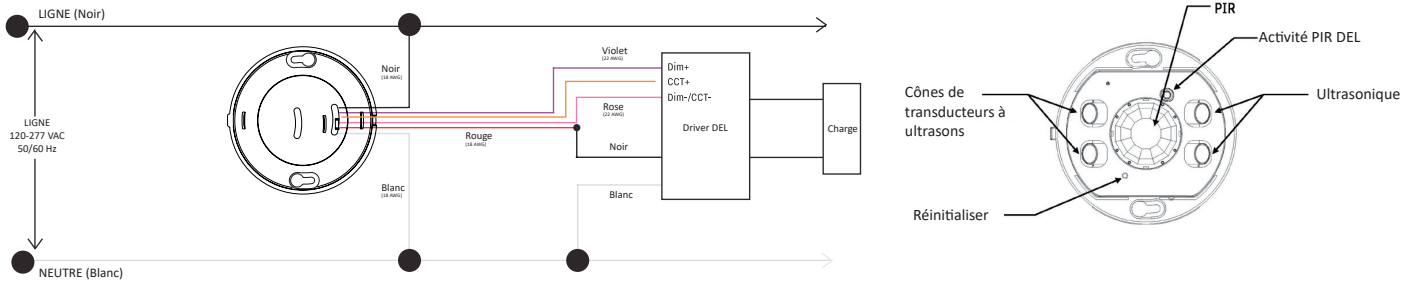 LIGNE (Noir)
LIGNE
120-277 VAC
50/60 Hz
NEUTRE (Blanc)
Noir
(18 AWG)
Violet
(22 AWG)
Rose
(22 AWG)
Rouge
(18 AWG)
Blanc
(18 AWG)
Noir
Blanc
Dim+
CCT+
Dim-/CCT-
Driver DEL
Charge
PIR
Activité PIR DEL
Cônes de
transducteurs à
ultrasons
Ultrasonique
Réinitialiser